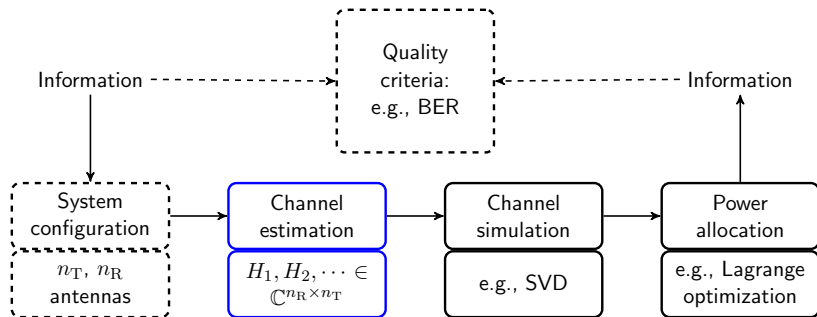 Quality
criteria:
e.g., BER
Information
Information
System
configuration
n_T, n_R
antennas
Channel
estimation
H_1, H_2, ⋯ ∈
ℂ^{n_R×n_T}
Channel
simulation
e.g., SVD
Power
allocation
e.g., Lagrange
optimization